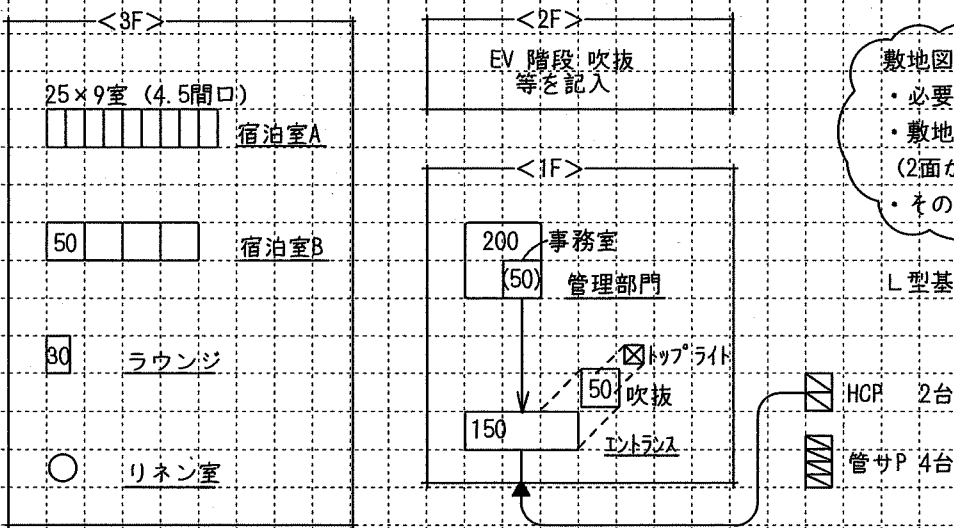 <3F>
25×9室 (4.5間口)
宿泊室A
50
宿泊室B
30
ラウンジ
リネン室
<2F>
EV 階段 吹抜
等を記入
<1F>
200
事務室
(50)
管理部門
トップライト
50
吹抜
150
エントランス
敷地図
・必要
・敷地
(2面か
・その
L型基
HCP 2台
管サP 4台